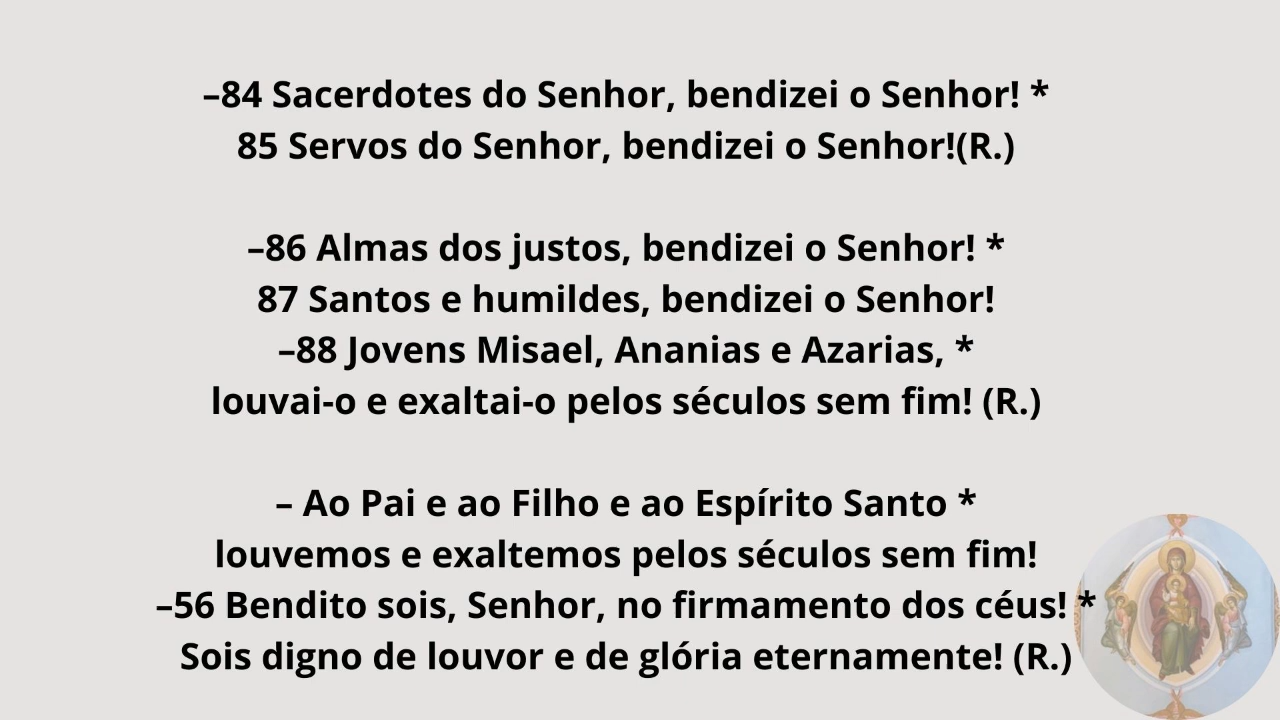 –84 Sacerdotes do Senhor, bendizei o Senhor! *
85 Servos do Senhor, bendizei o Senhor!(R.)
–86 Almas dos justos, bendizei o Senhor! *
87 Santos e humildes, bendizei o Senhor!
–88 Jovens Misael, Ananias e Azarias, *
louvai-o e exaltai-o pelos séculos sem fim! (R.)
– Ao Pai e ao Filho e ao Espírito Santo *
louvemos e exaltemos pelos séculos sem fim!
–56 Bendito sois, Senhor, no firmamento dos céus! *
Sois digno de louvor e de glória eternamente! (R.)